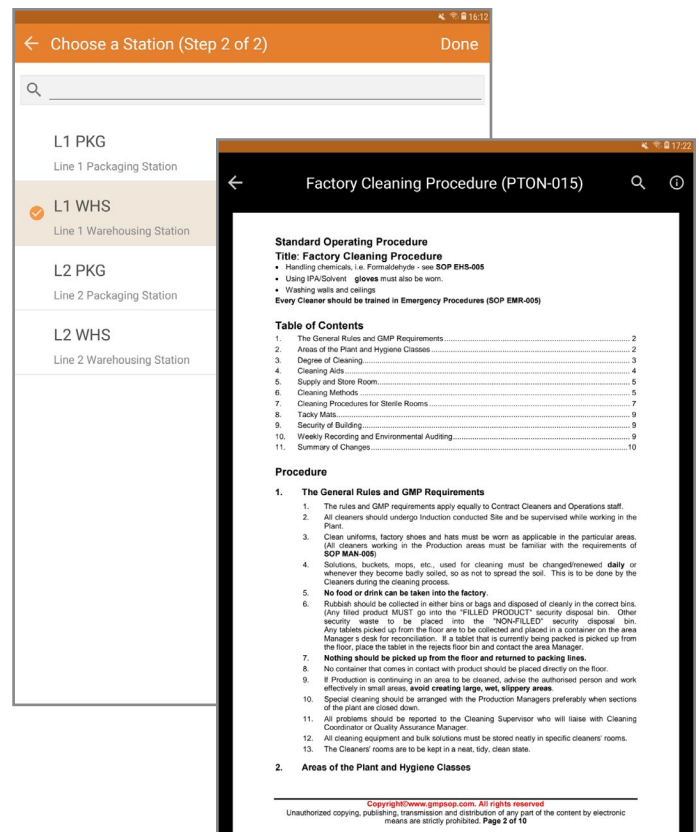 16:12
Choose a Station (Step 2 of 2)
Done
L1 PKG
Line 1 Packaging Station
L1 WHS
Line 1 Warehousing Station
L2 PKG
Line 2 Packaging Station
L2 WHS
Line 2 Warehousing Station
17:22
Factory Cleaning Procedure (PTON-015)
Standard Operating Procedure
Title: Factory Cleaning Procedure
• Handling chemicals, i.e. Formaldehyde - see SOP EHS-005
• Using IPA/Solvent gloves must also be worn.
• Washing walls and ceilings
Every Cleaner should be trained in Emergency Procedures (SOP EMR-005)
Table of Contents
1. The General Rules and GMP Requirements 2
2. Areas of the Plant and Hygiene Classes 2
3. Degree of Cleaning 3
4. Cleaning Aids 4
5. Supply and Store Room 5
6. Cleaning Methods 5
7. Cleaning Procedures for Sterile Rooms 7
8. Tacky Mats 9
9. Security of Building 9
10. Weekly Recording and Environmental Auditing 9
11. Summary of Changes 10
Procedure
1. The General Rules and GMP Requirements
1. The rules and GMP requirements apply equally to Contract Cleaners and Operations staff.
2. All cleaners should undergo Induction conducted Site and be supervised while working in the
Plant.
3. Clean uniforms, factory shoes and hats must be worn as applicable in the particular areas.
(All cleaners working in the Production areas must be familiar with the requirements of
SOP MAN-005)
4. Solutions, buckets, mops, etc., used for cleaning must be changed/renewed daily or
whenever they become badly soiled, so as not to spread the soil. This is to be done by the
Cleaners during the cleaning process.
5. No food or drink can be taken into the factory.
6. Rubbish should be collected in either bins or bags and disposed of cleanly in the correct bins.
(Any filled product MUST go into the "FILLED PRODUCT" security disposal bin. Other
security waste to be placed into the "NON-FILLED" security disposal bin.
Any tablets picked up from the floor are to be collected and placed in a container on the area
Manager s desk for reconciliation. If a tablet that is currently being packed is picked up from
the floor, place the tablet in the rejects floor bin and contact the area Manager.
7. Nothing should be picked up from the floor and returned to packing lines.
8. No container that comes in contact with product should be placed directly on the floor.
9. If Production is continuing in an area to be cleaned, advise the authorised person and work
effectively in small areas, avoid creating large, wet, slippery areas.
10. Special cleaning should be arranged with the Production Managers preferably when sections
of the plant are closed down.
11. All problems should be reported to the Cleaning Supervisor who will liaise with Cleaning
Coordinator or Quality Assurance Manager.
12. All cleaning equipment and bulk solutions must be stored neatly in specific cleaners' rooms.
13. The Cleaners' rooms are to be kept in a neat, tidy, clean state.
2. Areas of the Plant and Hygiene Classes
Copyright©www.gmpsop.com. All rights reserved
Unauthorized copying, publishing, transmission and distribution of any part of the content by electronic
means are strictly prohibited. Page 2 of 10